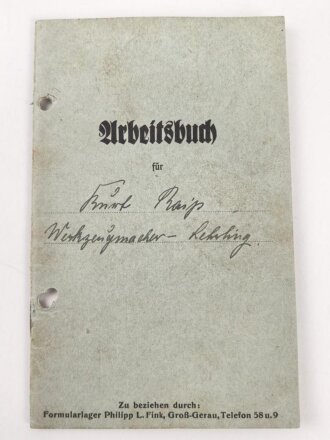 Arbeitsbuch
für
Kurt Raiß
Werkzeugmacher-Lehrling
Zu beziehen durch:
Formularlager Philipp L. Fink, Groß-Gerau, Telefon 58 u. 9